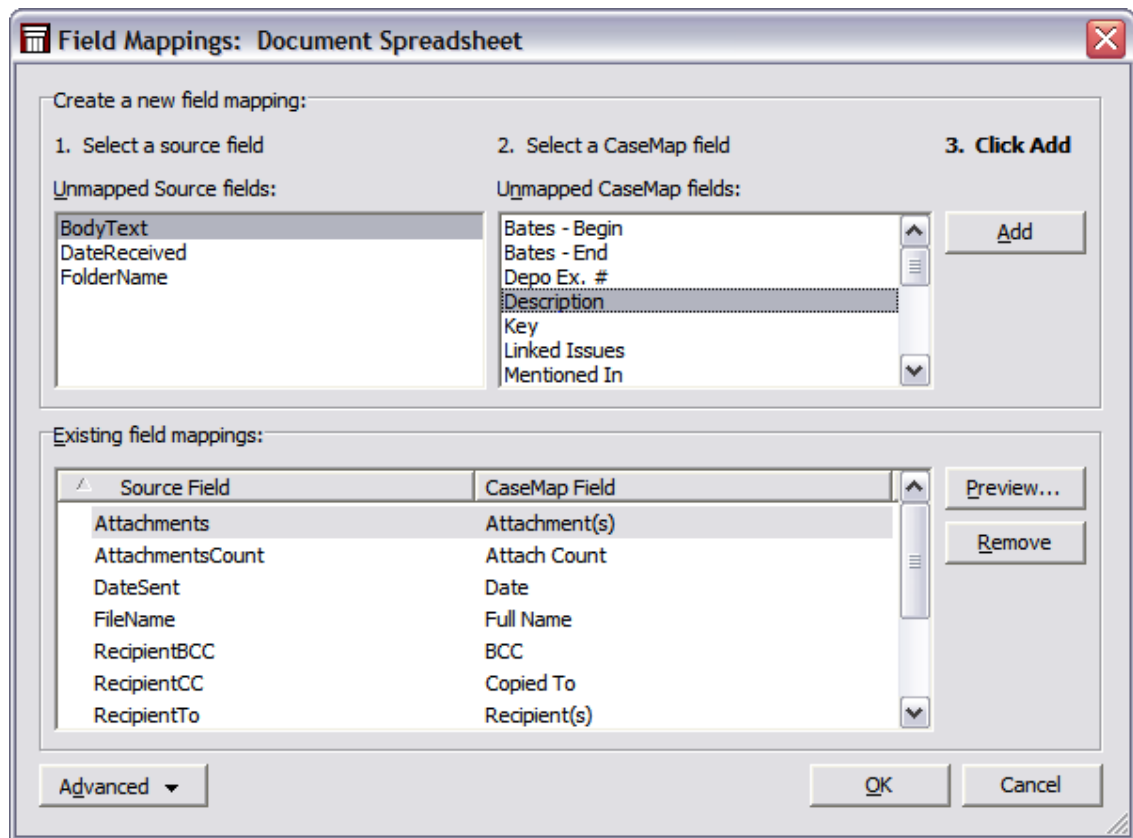 Field Mappings: Document Spreadsheet
Create a new field mapping:
1. Select a source field
2. Select a CaseMap field
3. Click Add
Unmapped Source fields:
Unmapped CaseMap fields:
BodyText
DateReceived
FolderName
Bates - Begin
Bates - End
Depo Ex. #
Description
Key
Linked Issues
Mentioned In
Add
Existing field mappings:
Source Field CaseMap Field
Attachments Attachment(s)
AttachmentsCount Attach Count
DateSent Date
FileName Full Name
RecipientBCC BCC
RecipientCC Copied To
RecipientTo Recipient(s)
Preview...
Remove
Advanced
OK
Cancel